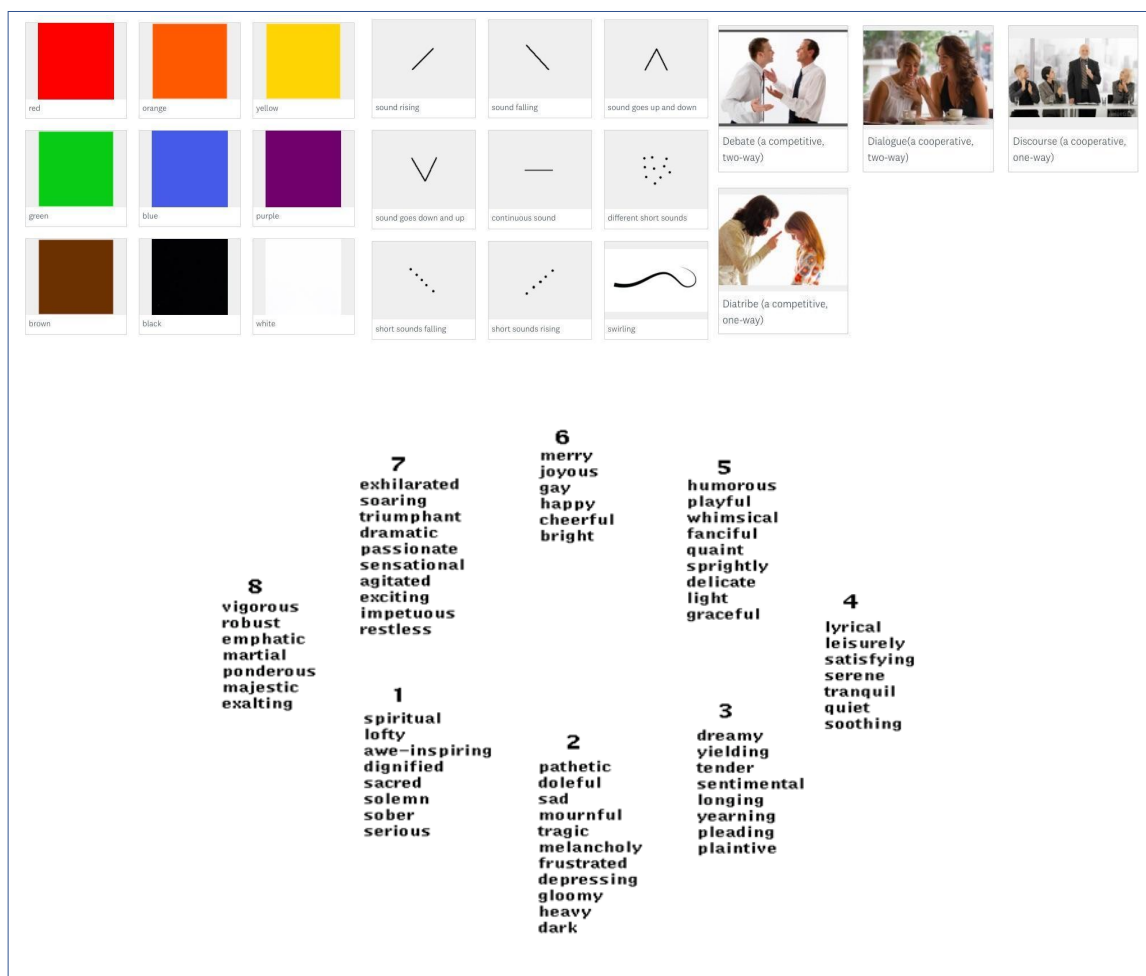 red
orange
yellow
green
blue
purple
brown
black
white
sound rising
sound falling
sound goes up and down
sound goes down and up
continuous sound
different short sounds
short sounds falling
short sounds rising
swirling
Debate (a competitive,
two-way)
Dialogue(a cooperative,
two-way)
Discourse (a cooperative,
one-way)
Diatribe (a competitive,
one-way)
6
merry
joyous
gay
happy
cheerful
bright
7
exhilarated
soaring
triumphant
dramatic
passionate
sensational
agitated
exciting
impetuous
restless
5
humorous
playful
whimsical
fanciful
quaint
sprightly
delicate
light
graceful
8
vigorous
robust
emphatic
martial
ponderous
majestic
exalting
4
lyrical
leisurely
satisfying
serene
tranquil
quiet
soothing
1
spiritual
lofty
awe-inspiring
dignified
sacred
solemn
sober
serious
2
pathetic
doleful
sad
mournful
tragic
melancholy
frustrated
depressing
gloomy
heavy
dark
3
dreamy
yielding
tender
sentimental
longing
yearning
pleading
plaintive